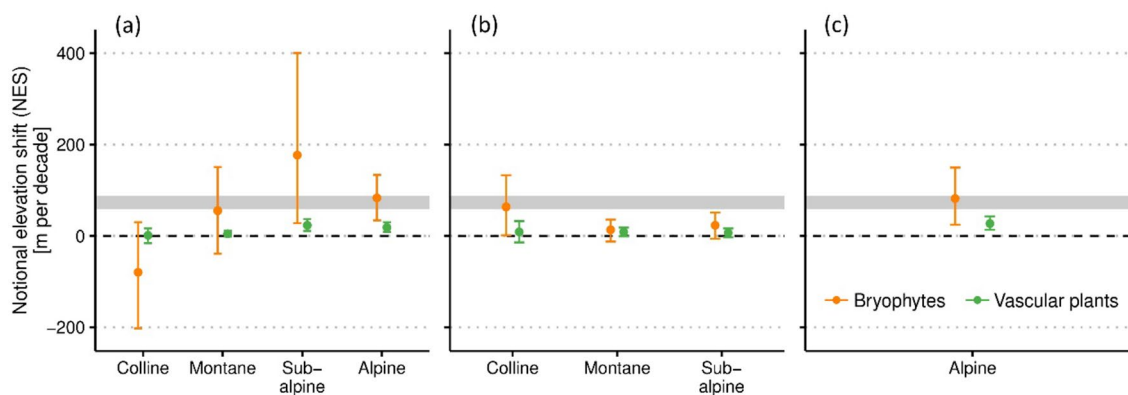 (a)
(b)
(c)
Notional elevation shift (NES)
[m per decade]
400
200
0
−200
Colline
Montane
Sub−
alpine
Alpine
Colline
Montane
Sub−
alpine
Bryophytes
Vascular plants
Alpine